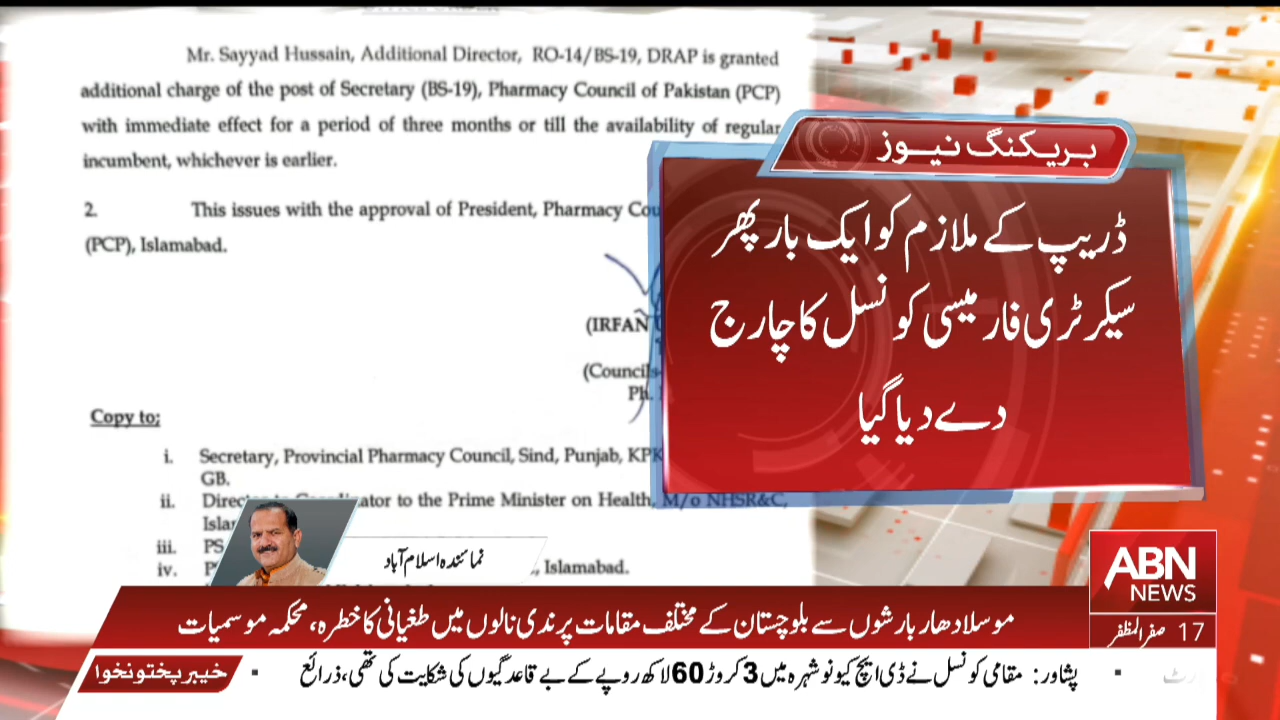 Mr. Sayyad Hussain, Additional Director, RO-14/BS-19, DRAP is granted
additional charge of the post of Secretary (BS-19), Pharmacy Council of Pakistan (PCP)
with immediate effect for a period of three months or till the availability of regular
incumbent, whichever is earlier.
2. This issues with the approval of President, Pharmacy
(PCP), Islamabad.
(IRFAN
Copy to;
i. Secretary, Provincial Pharmacy Council, Sind, Punjab, KPK
GB.
ii. to the Prime Minister on Health, M/o NHSR&C,
iii. PS
iv. Islamabad.
بریکنگ نیوز
ڈریپ کے ملازم کو ایک بار پھر
سیکرٹری فارمیسی کونسل کا چارج
دے دیا گیا
نمائندہ اسلام آباد
ABN
NEWS
17 صفر المظفر
موسلادھار بارشوں سے بلوچستان کے مختلف مقامات پر ندی نالوں میں طغیانی کا خطرہ، محکمہ موسمیات
خیبر پختونخوا
پشاور: مقامی کونسل نے ڈی ایچ کیو نوشہرہ میں 3 کروڑ 60 لاکھ روپے کے بے قاعدگیوں کی شکایت کی تھی، ذرائع